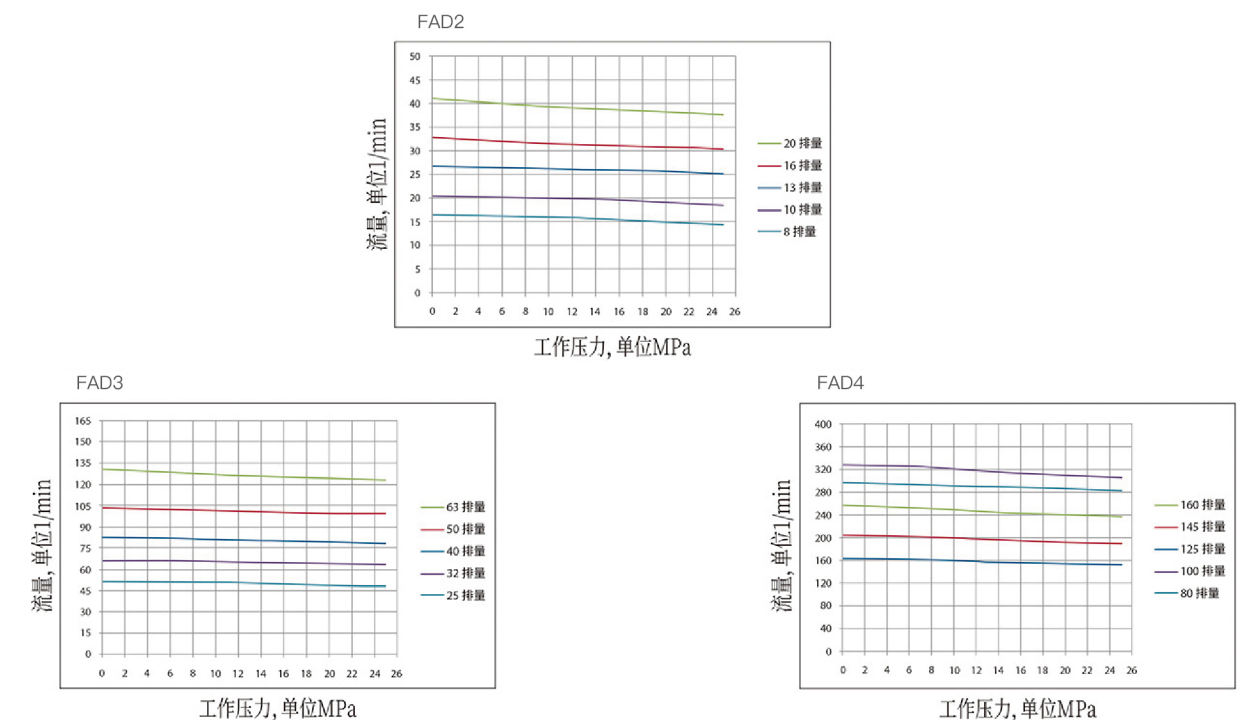 FAD2
50
45
40
35
30
25
20
15
10
5
0
0 2 4 6 8 10 12 14 16 18 20 22 24 26
流量,单位1/min
工作压力,单位MPa
20 排量
16 排量
13 排量
10 排量
8 排量
FAD3
165
150
135
120
105
90
75
60
45
30
15
0
0 2 4 6 8 10 12 14 16 18 20 22 24 26
流量,单位1/min
工作压力,单位MPa
63 排量
50 排量
40 排量
32 排量
25 排量
FAD4
400
360
320
280
240
200
160
120
80
40
0
0 2 4 6 8 10 12 14 16 18 20 22 24 26
流量,单位1/min
工作压力,单位MPa
160 排量
145 排量
125 排量
100 排量
80 排量